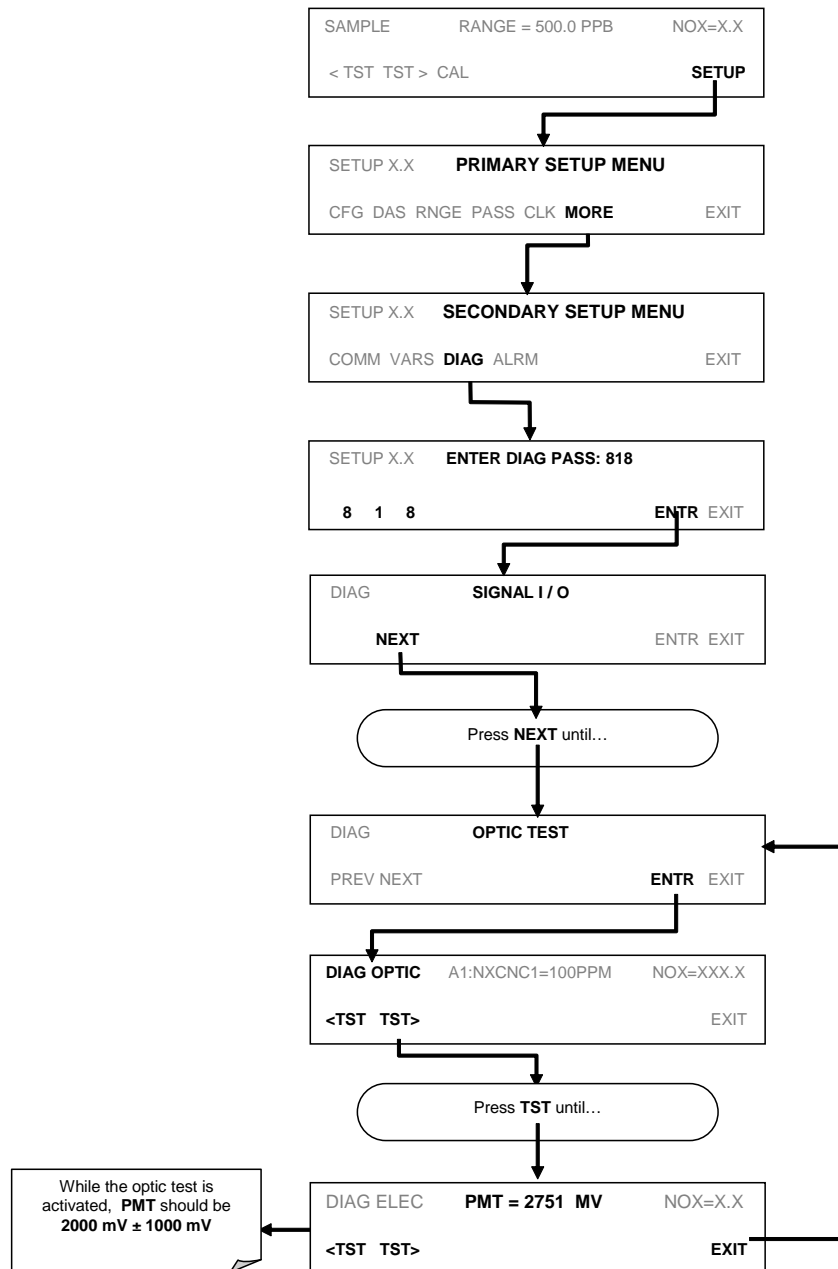 SAMPLE RANGE = 500.0 PPB NOX=X.X
< TST TST > CAL SETUP
SETUP X.X PRIMARY SETUP MENU
CFG DAS RNGE PASS CLK MORE EXIT
SETUP X.X SECONDARY SETUP MENU
COMM VARS DIAG ALRM EXIT
SETUP X.X ENTER DIAG PASS: 818
8 1 8 ENTR EXIT
DIAG SIGNAL I / O
NEXT ENTR EXIT
Press NEXT until…
DIAG OPTIC TEST
PREV NEXT ENTR EXIT
DIAG OPTIC A1:NXCNC1=100PPM NOX=XXX.X
<TST TST> EXIT
Press TST until…
While the optic test is
activated, PMT should be
2000 mV ± 1000 mV
DIAG ELEC PMT = 2751 MV NOX=X.X
<TST TST> EXIT